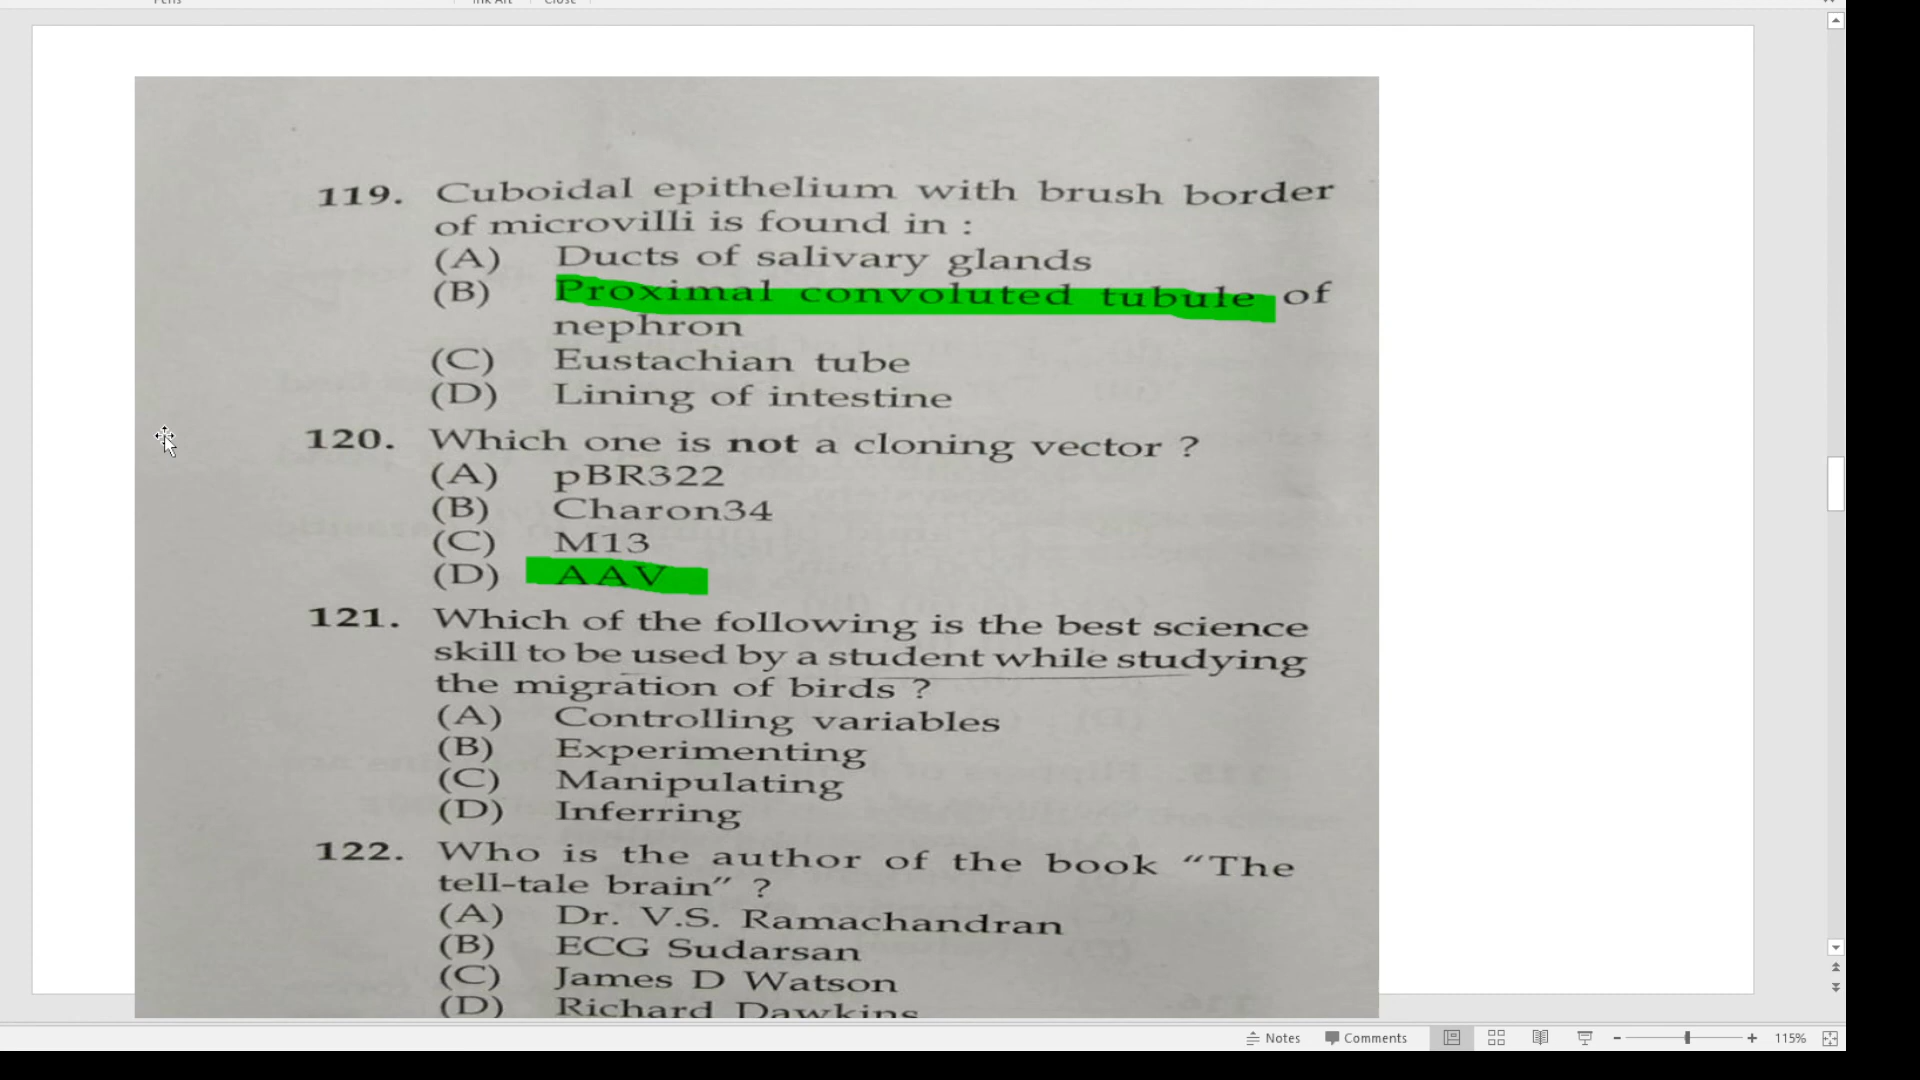 119. Cuboidal epithelium with brush border
of microvilli is found in :
(A) Ducts of salivary glands
(B) Proximal convoluted tubule of
nephron
(C) Eustachian tube
(D) Lining of intestine
120. Which one is not a cloning vector ?
(A) pBR322
(B) Charon34
(C) M13
(D) AAV
121. Which of the following is the best science
skill to be used by a student while studying
the migration of birds ?
(A) Controlling variables
(B) Experimenting
(C) Manipulating
(D) Inferring
122. Who is the author of the book “The
tell-tale brain” ?
(A) Dr. V.S. Ramachandran
(B) ECG Sudarsan
(C) James D Watson
(D) Richard Dawkins
Notes Comments 115%